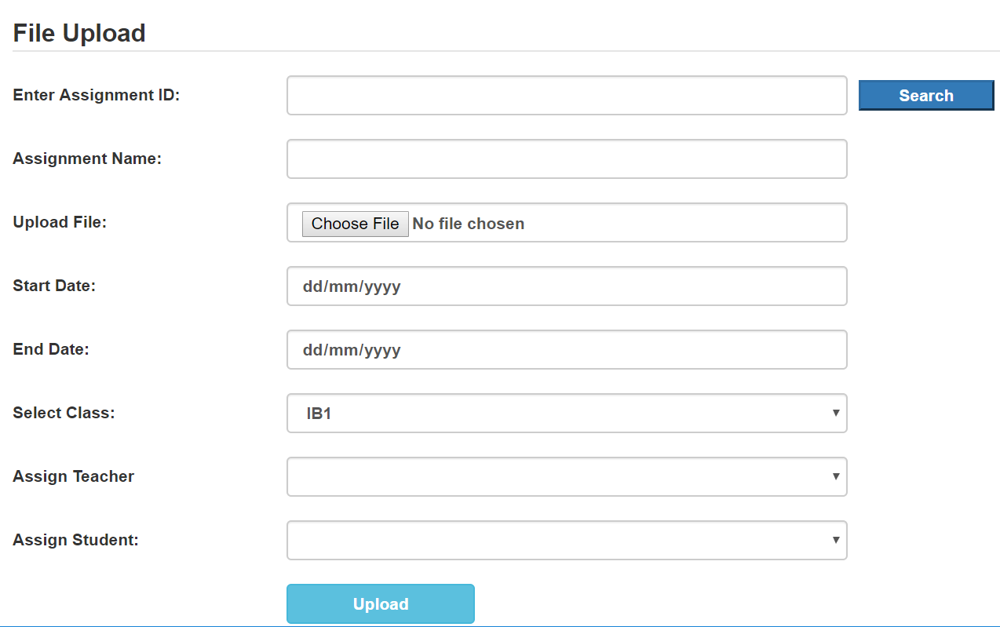 File Upload
Enter Assignment ID:
Search
Assignment Name:
Upload File:
Choose File No file chosen
Start Date:
dd/mm/yyyy
End Date:
dd/mm/yyyy
Select Class:
IB1
Assign Teacher
Assign Student:
Upload